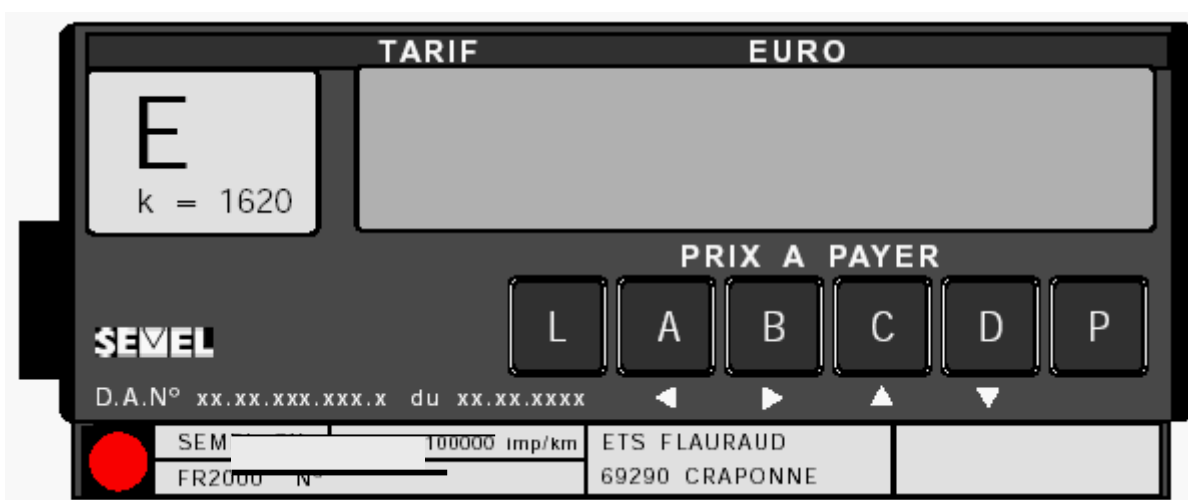 TARIF EURO
E
k = 1620
PRIX A PAYER
L A B C D P
SEVEL
D.A.N° xx.xx.xxx.xxx.x du xx.xx.xxxx
100000 imp/km ETS FLAURAUD
FR2000 N° 69290 CRAPONNE